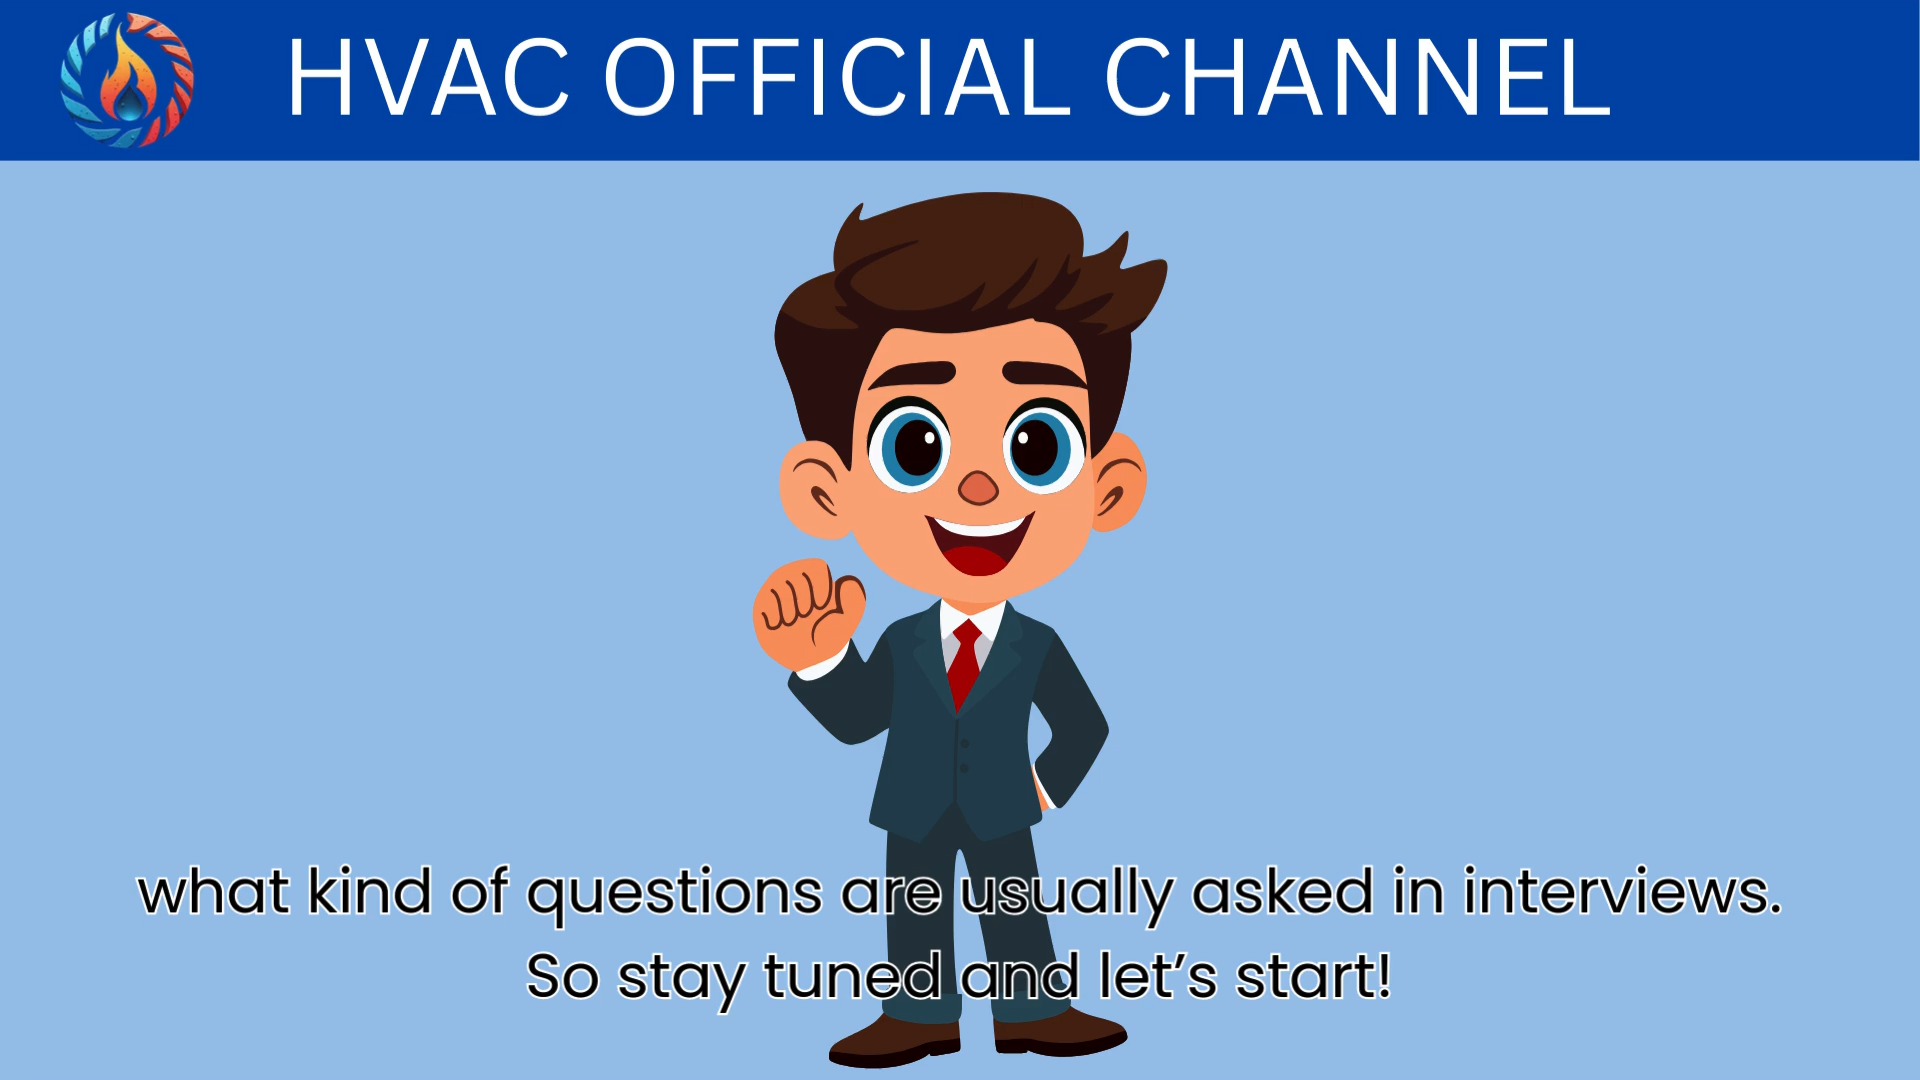 HVAC OFFICIAL CHANNEL
what kind of questions are usually asked in interviews.
So stay tuned and let’s start!